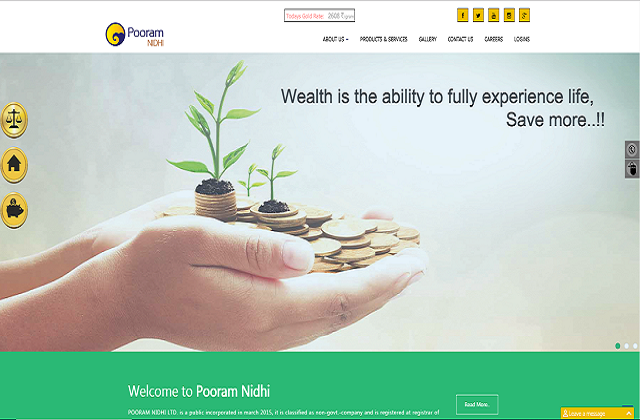 Todays Gold Rate: 2608 ₹/gram
Pooram
NIDHI
ABOUT US
PRODUCTS & SERVICES
GALLERY
CONTACT US
CAREERS
LOGINS
Wealth is the ability to fully experience life,
Save more..!!
Welcome to Pooram Nidhi
POORAM NIDHI LTD. is a public incorporated in march 2015, it is classified as non-govt.-company and is registered at registrar of
Read More..
Leave a message